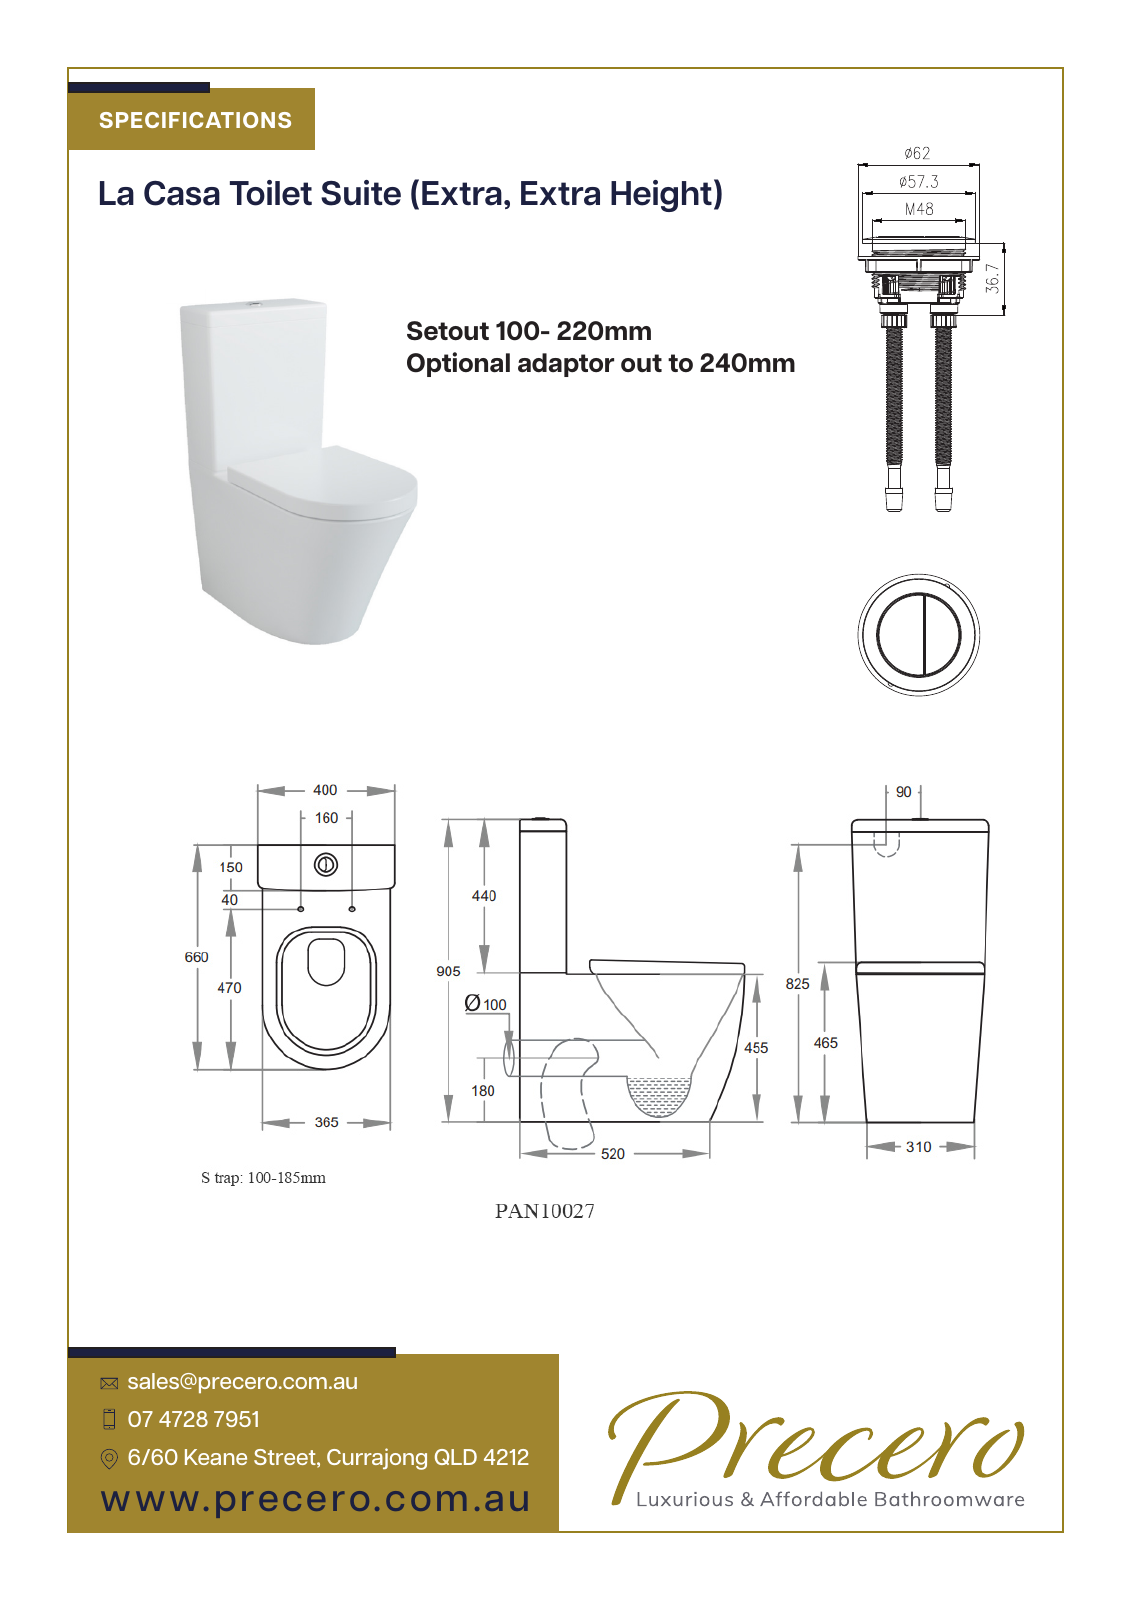 SPECIFICATIONS
La Casa Toilet Suite (Extra, Extra Height)
Setout 100- 220mm
Optional adaptor out to 240mm
ø62
ø57.3
M48
36.7
400
160
150
40
660
470
365
S trap: 100-185mm
440
905
Ø100
180
455
520
PAN10027
90
825
465
310
sales@precero.com.au
07 4728 7951
6/60 Keane Street, Currajong QLD 4212
www.precero.com.au
Precero
Luxurious & Affordable Bathroomware